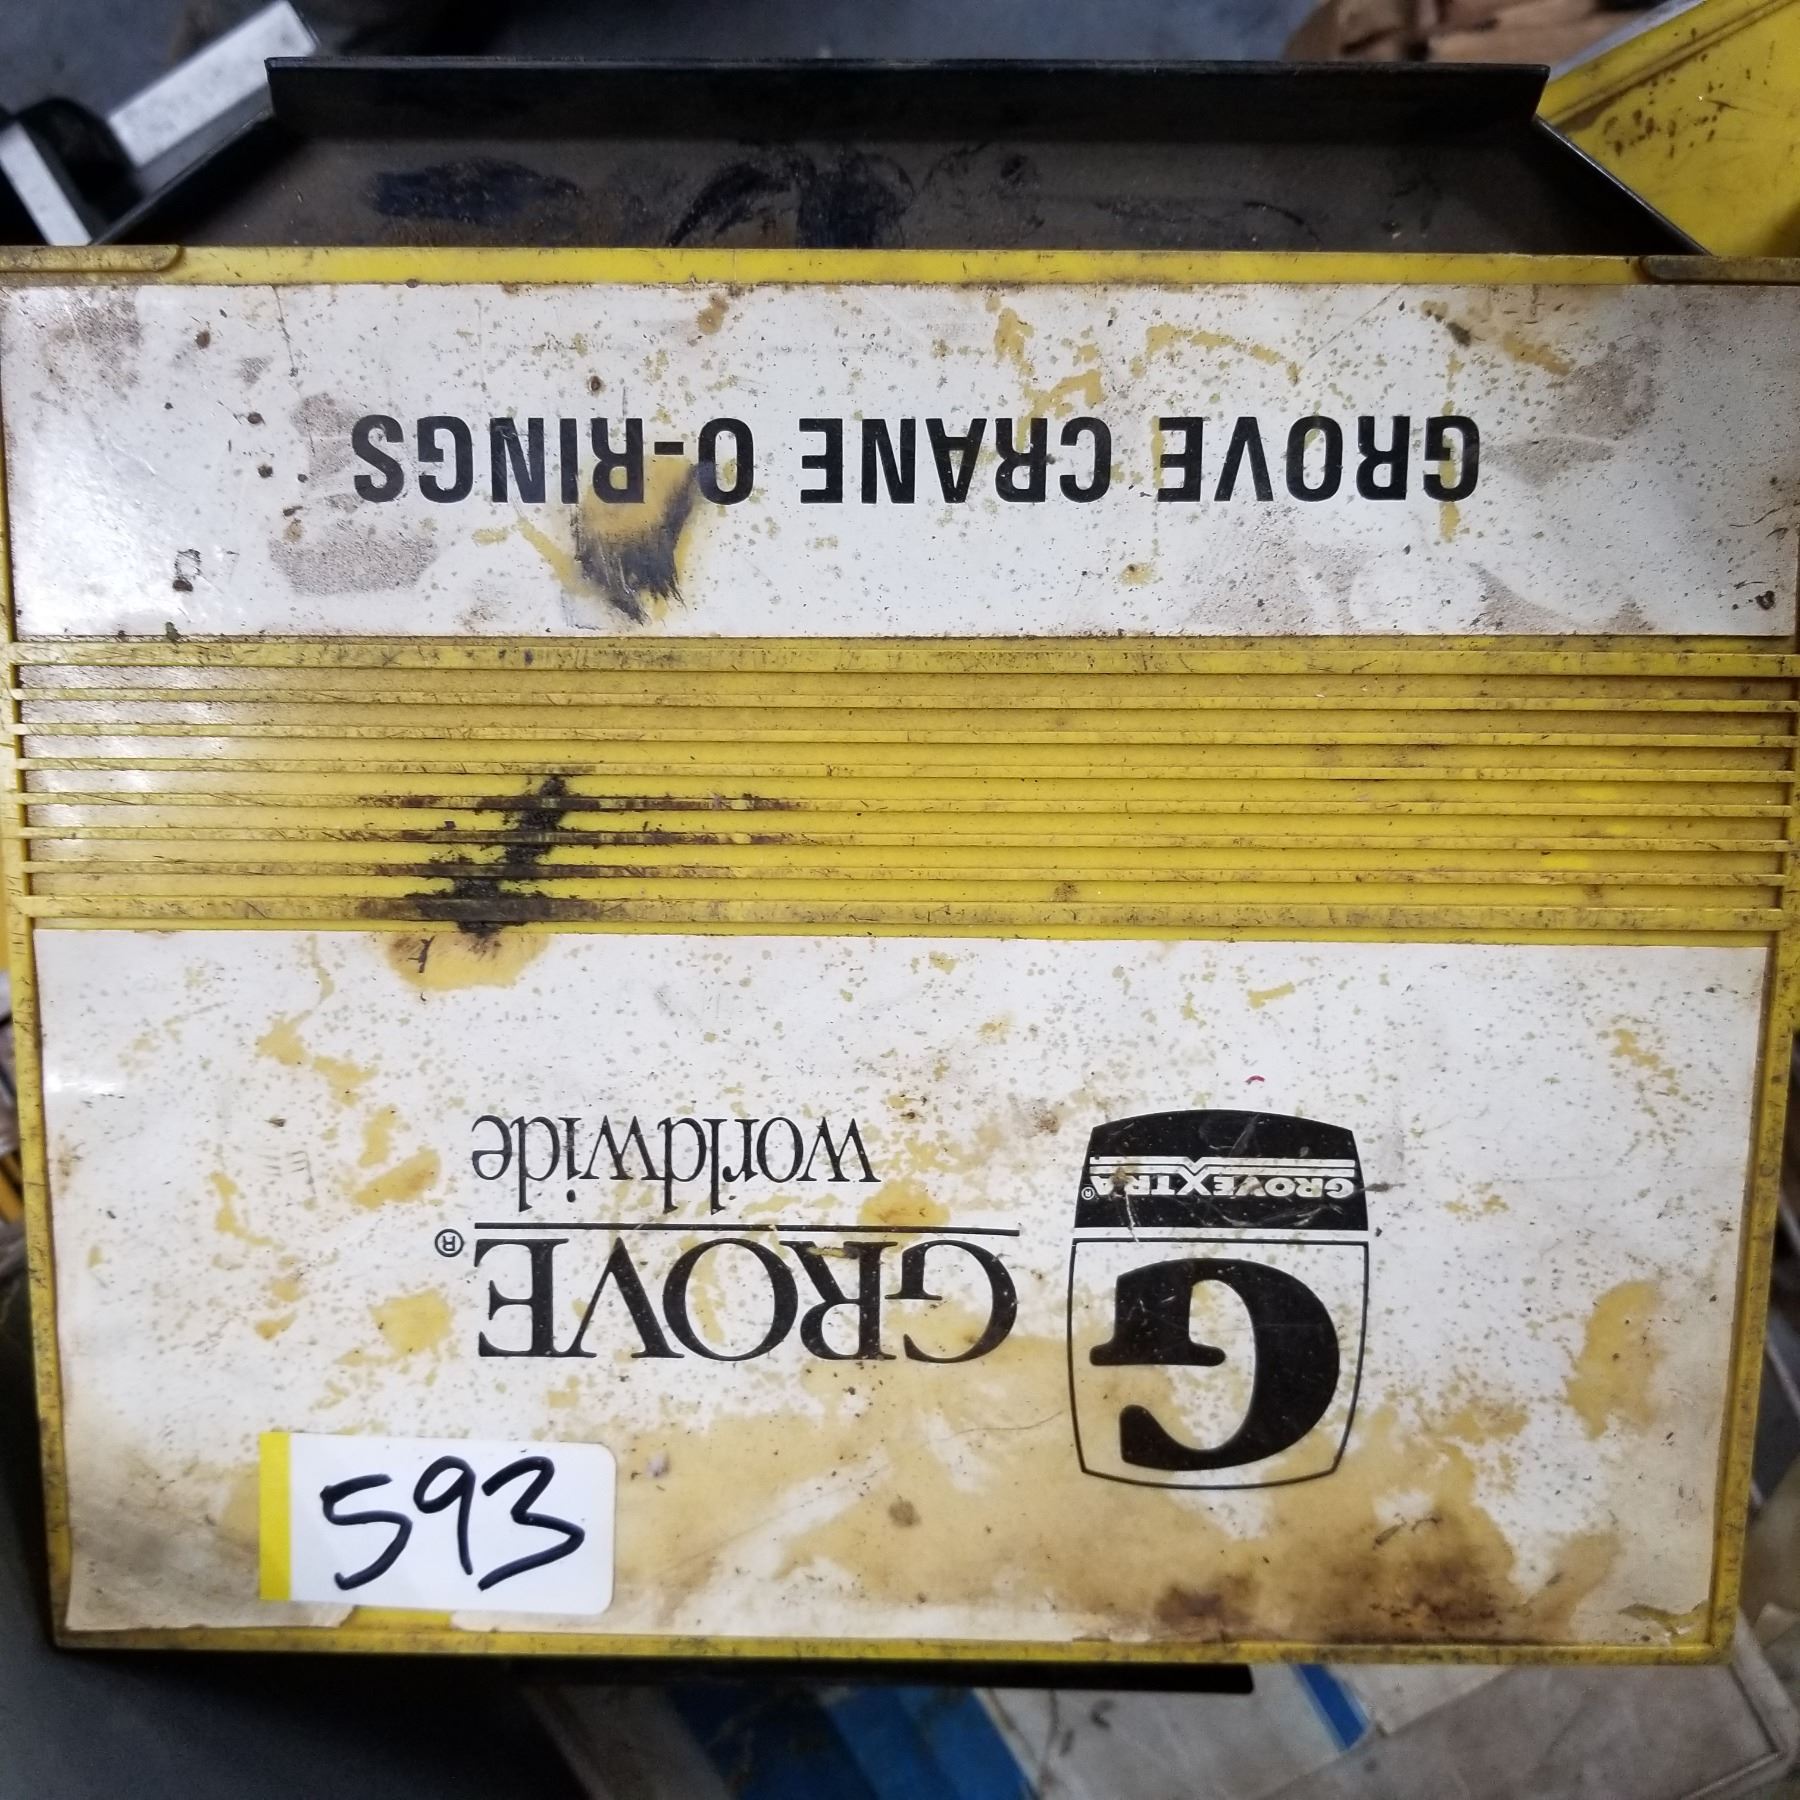 GROVE CRANE O-RINGS
GROVEXTRA®
G
GROVE®
worldwide
593